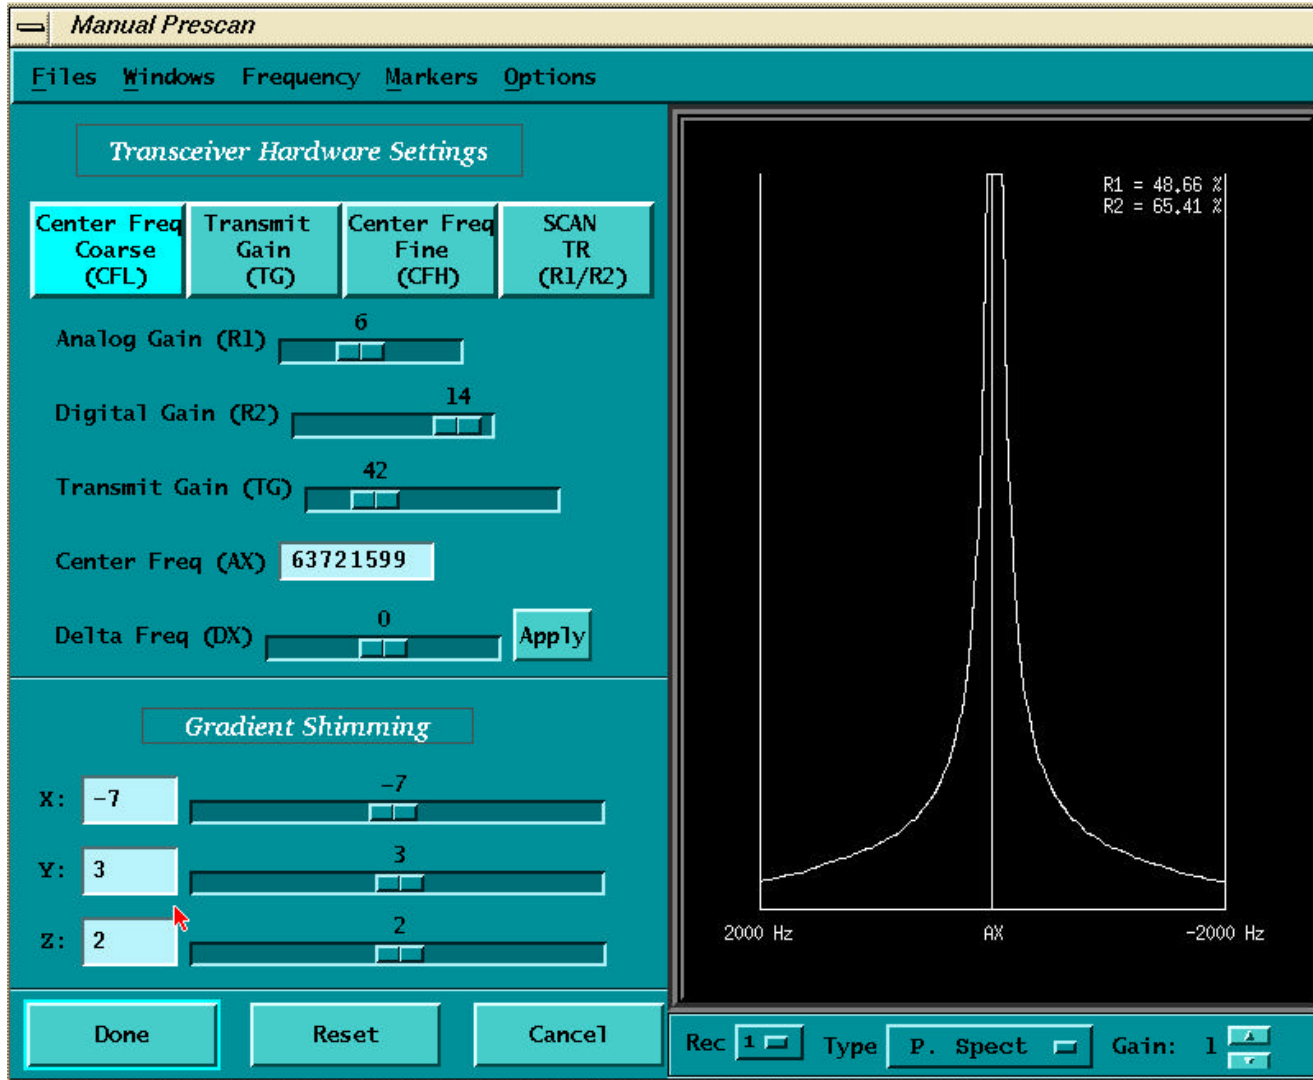 Manual Prescan
Files Windows Frequency Markers Options
Transceiver Hardware Settings
Center Freq
Coarse
(CFL)
Transmit
Gain
(TG)
Center Freq
Fine
(CFH)
SCAN
TR
(R1/R2)
Analog Gain (R1)
6
Digital Gain (R2)
14
Transmit Gain (TG)
42
Center Freq (AX) 63721599
Delta Freq (DX)
0
Apply
Gradient Shimming
X: -7
-7
Y: 3
3
Z: 2
2
Done Reset Cancel
R1 = 48.66 %
R2 = 65.41 %
2000 Hz AX -2000 Hz
Rec 1 Type P. Spect Gain: 1